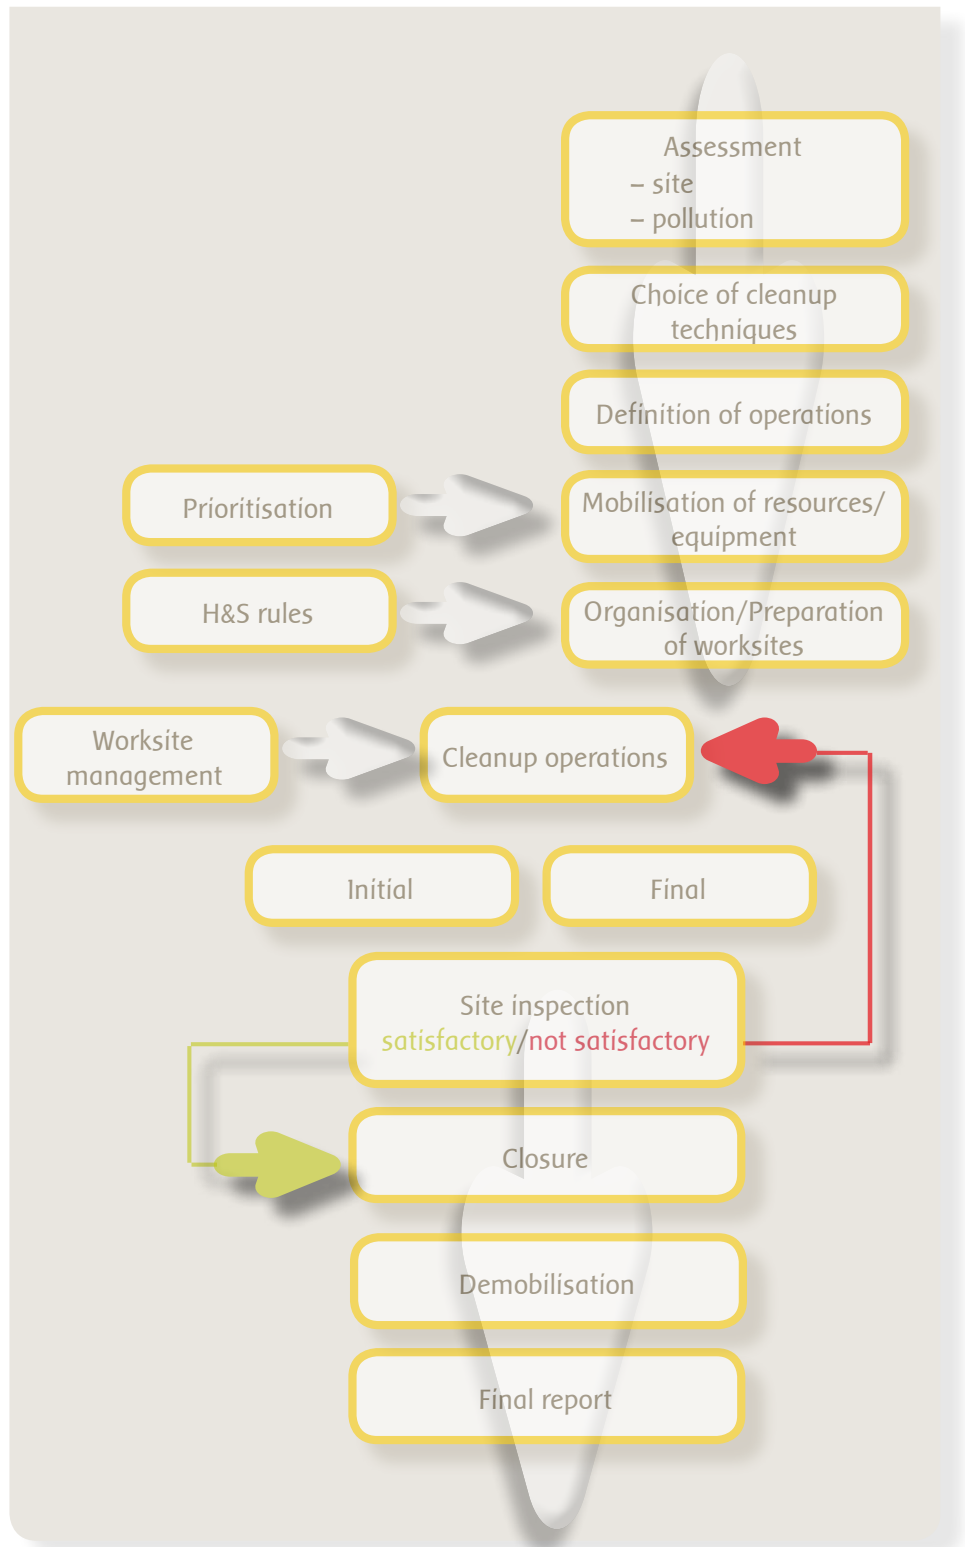 Assessment
– site
– pollution
Choice of cleanup
techniques
Definition of operations
Prioritisation
Mobilisation of resources/
equipment
H&S rules
Organisation/Preparation
of worksites
Worksite
management
Cleanup operations
Initial
Final
Site inspection
satisfactory/not satisfactory
Closure
Demobilisation
Final report